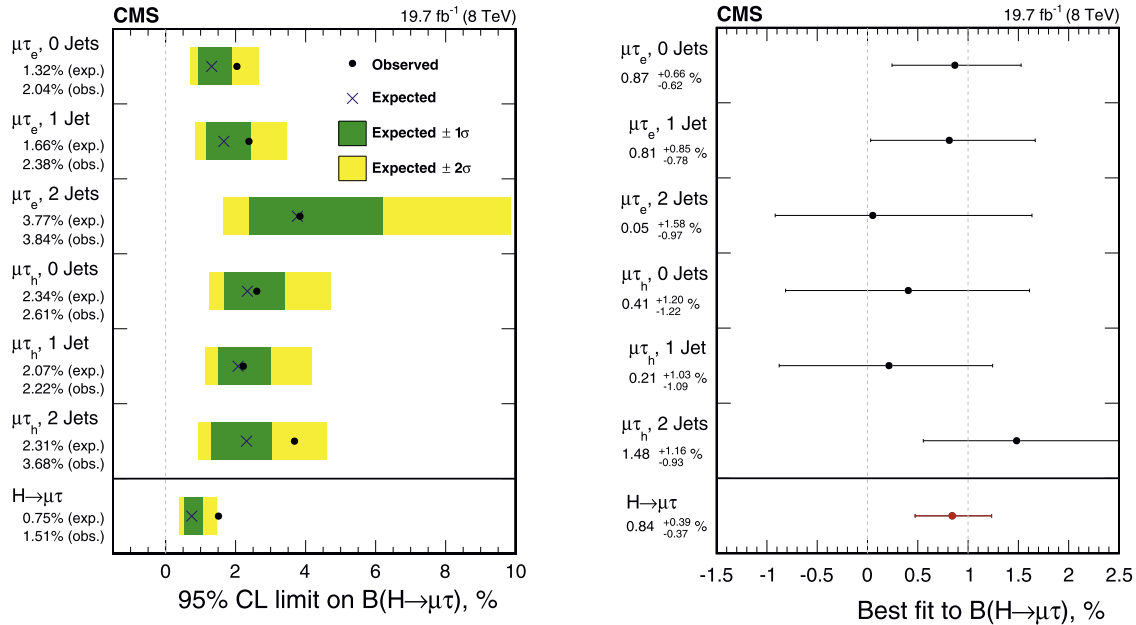 CMS 19.7 fb⁻¹ (8 TeV)
μτₑ, 0 Jets
1.32% (exp.)
2.04% (obs.)
μτₑ, 1 Jet
1.66% (exp.)
2.38% (obs.)
μτₑ, 2 Jets
3.77% (exp.)
3.84% (obs.)
μτₕ, 0 Jets
2.34% (exp.)
2.61% (obs.)
μτₕ, 1 Jet
2.07% (exp.)
2.22% (obs.)
μτₕ, 2 Jets
2.31% (exp.)
3.68% (obs.)
H→μτ
0.75% (exp.)
1.51% (obs.)
Observed
Expected
Expected ± 1σ
Expected ± 2σ
0 2 4 6 8 10
95% CL limit on B(H→μτ), %
CMS 19.7 fb⁻¹ (8 TeV)
μτₑ, 0 Jets
0.87 +0.66 -0.62 %
μτₑ, 1 Jet
0.81 +0.85 -0.78 %
μτₑ, 2 Jets
0.05 +1.58 -0.97 %
μτₕ, 0 Jets
0.41 +1.20 -1.22 %
μτₕ, 1 Jet
0.21 +1.03 -1.09 %
μτₕ, 2 Jets
1.48 +1.16 -0.93 %
H→μτ
0.84 +0.39 -0.37 %
-1.5 -1 -0.5 0 0.5 1 1.5 2 2.5
Best fit to B(H→μτ), %